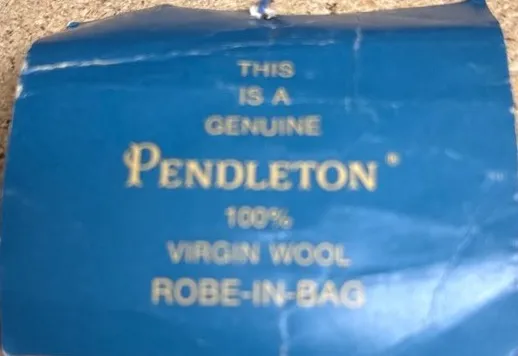 THIS
IS A
GENUINE
PENDLETON®
100%
VIRGIN WOOL
ROBE-IN-BAG